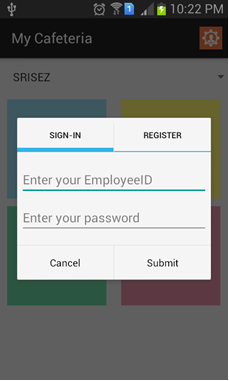 10:22 PM
My Cafeteria
SRISEZ
SIGN-IN REGISTER
Enter your EmployeeID
Enter your password
Cancel Submit